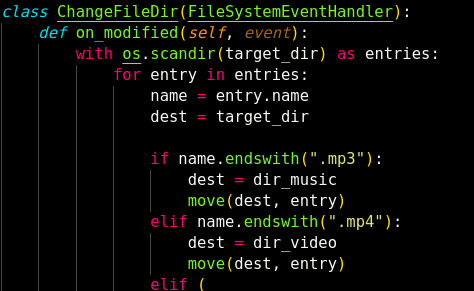 class ChangeFileDir(FileSystemEventHandler):
    def on_modified(self, event):
        with os.scandir(target_dir) as entries:
            for entry in entries:
                name = entry.name
                dest = target_dir

                if name.endswith(".mp3"):
                    dest = dir_music
                    move(dest, entry)
                elif name.endswith(".mp4"):
                    dest = dir_video
                    move(dest, entry)
                elif (